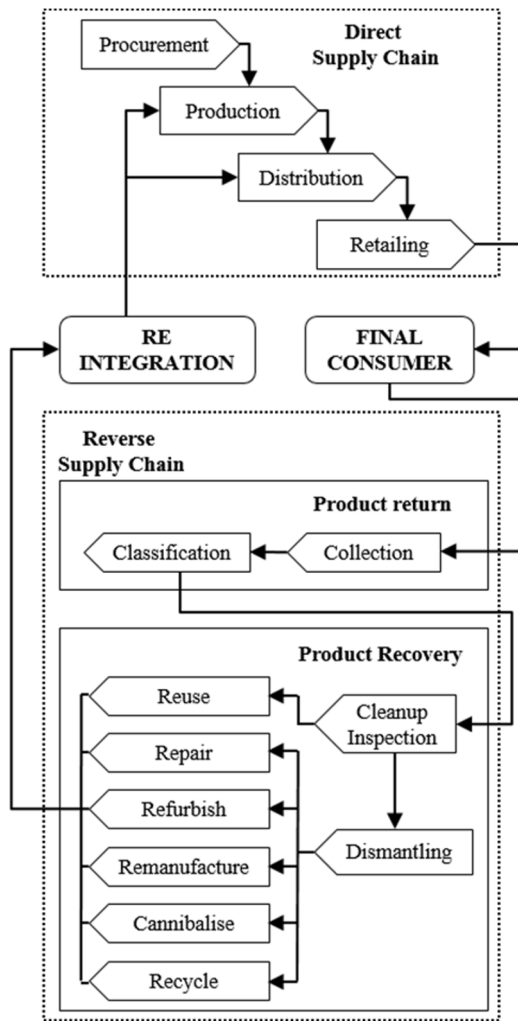 Direct
Supply Chain
Procurement
Production
Distribution
Retailing
RE
INTEGRATION
FINAL
CONSUMER
Reverse
Supply Chain
Product return
Classification
Collection
Product Recovery
Reuse
Cleanup
Inspection
Repair
Refurbish
Dismantling
Remanufacture
Cannibalise
Recycle